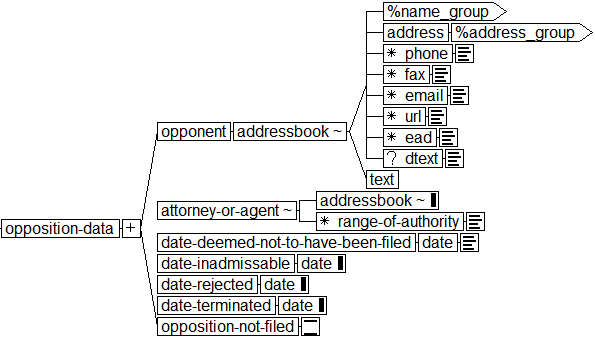 %name_group
address %address_group
* phone
* fax
* email
* url
* ead
? dtext
opponent addressbook ~
text
addressbook ~
attorney-or-agent ~
* range-of-authority
opposition-data +
date-deemed-not-to-have-been-filed date
date-inadmissable date
date-rejected date
date-terminated date
opposition-not-filed